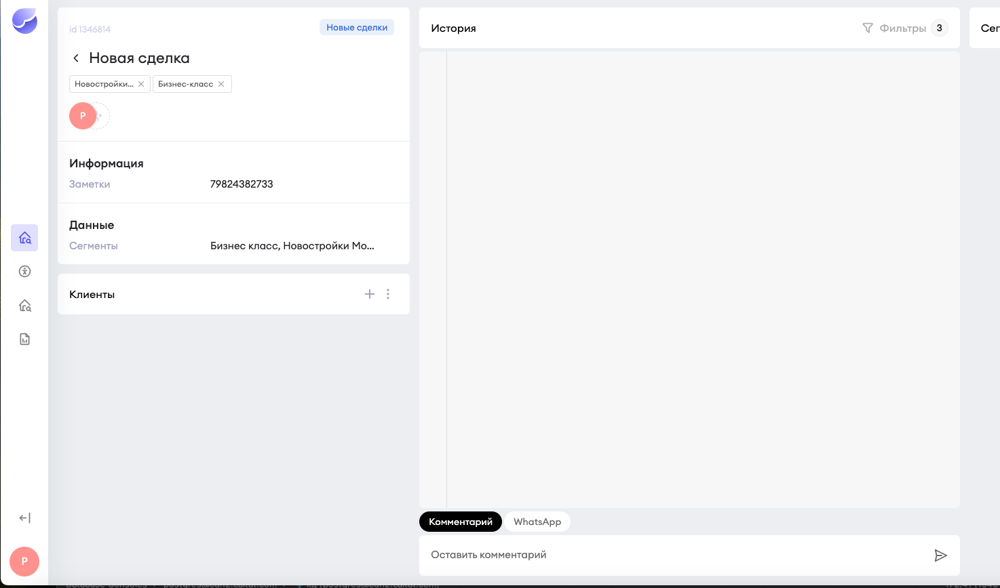 id 1346814
Новые сделки
Новая сделка
Новостройки...
Бизнес-класс
P
Информация
Заметки 79824382733
Данные
Сегменты Бизнес класс, Новостройки Мо...
Клиенты
История
Фильтры 3
Сег
Комментарий WhatsApp
Оставить комментарий
P